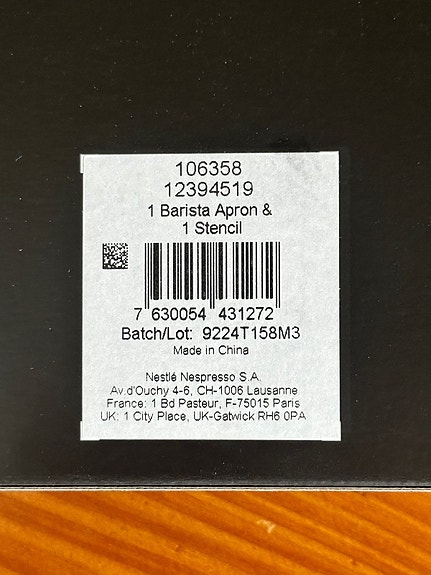 106358
12394519
1 Barista Apron &
1 Stencil
7 630054 431272
Batch/Lot: 9224T158M3
Made in China
Nestlé Nespresso S.A.
Av.d'Ouchy 4-6, CH-1006 Lausanne
France: 1 Bd Pasteur, F-75015 Paris
UK: 1 City Place, UK-Gatwick RH6 0PA